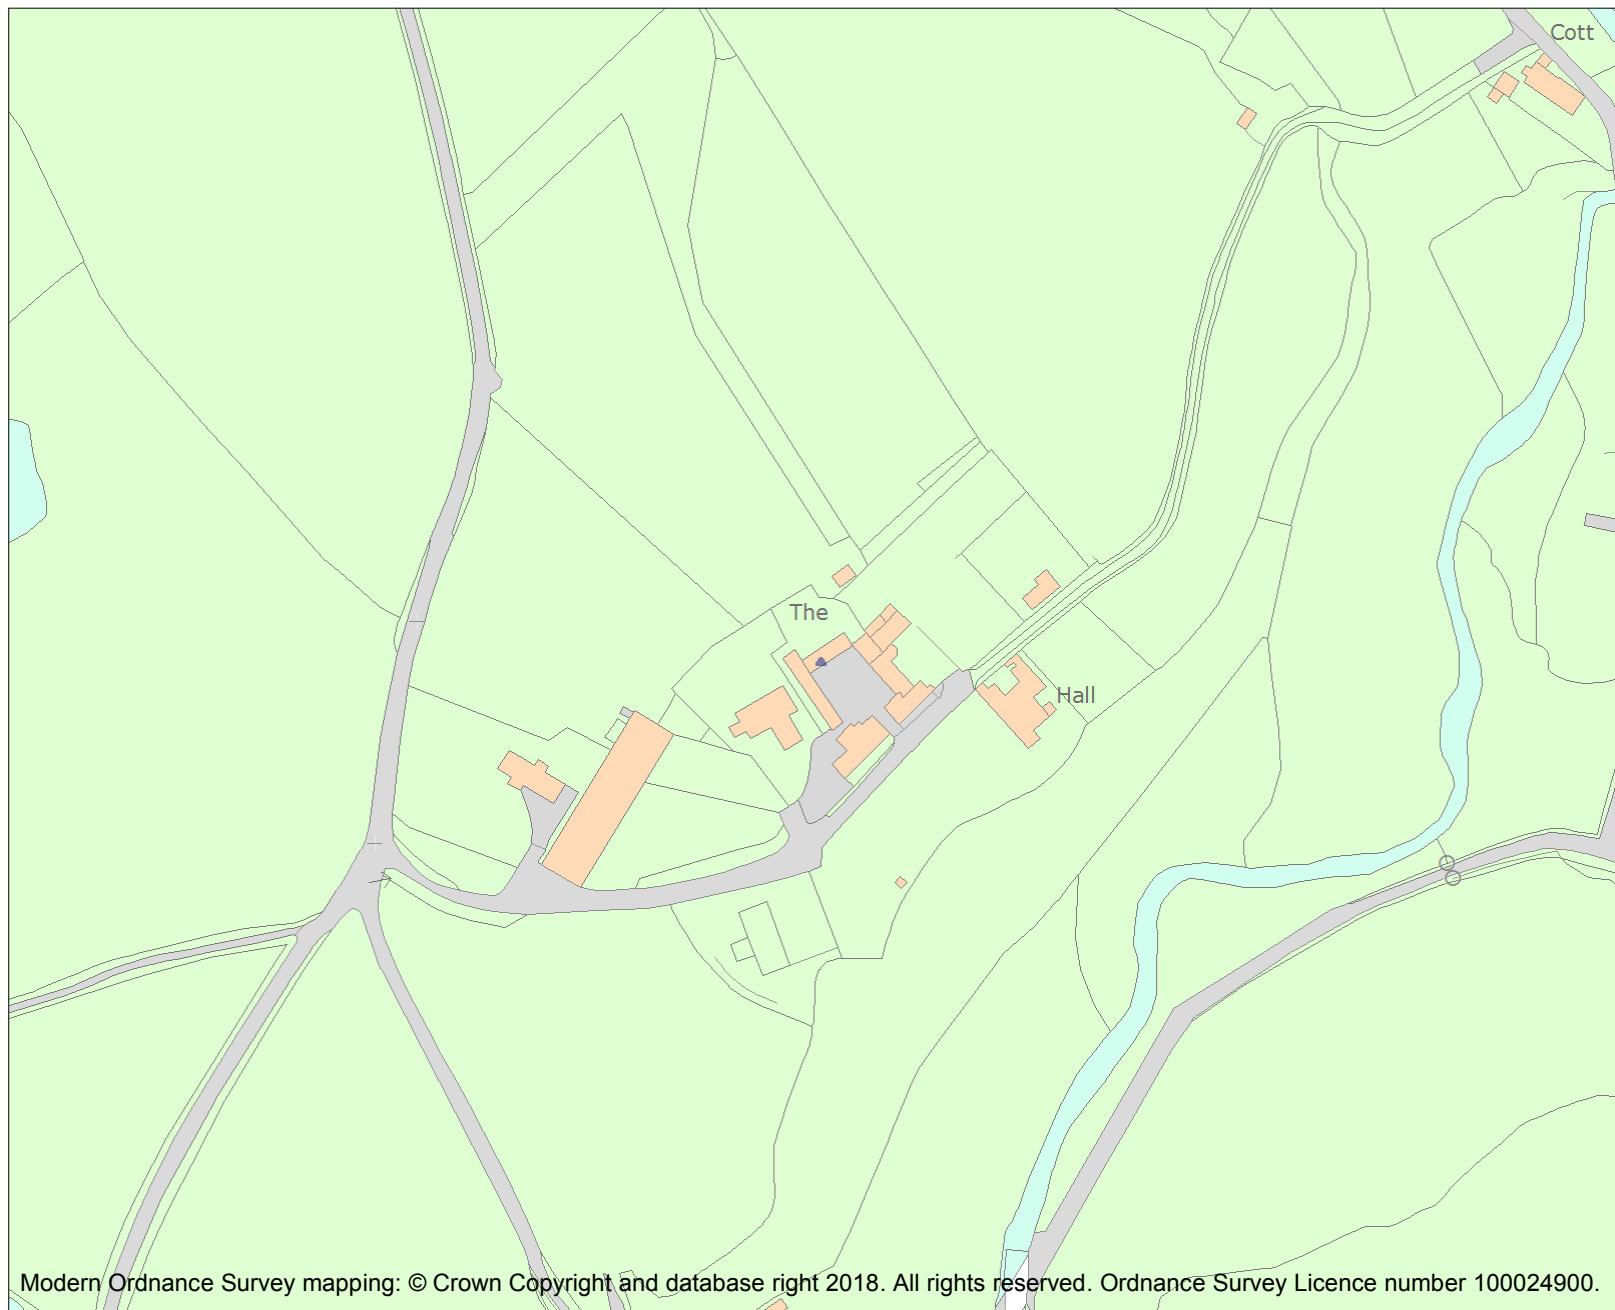 Cott
The
Hall
Modern Ordnance Survey mapping: © Crown Copyright and database right 2018. All rights reserved. Ordnance Survey Licence number 100024900.